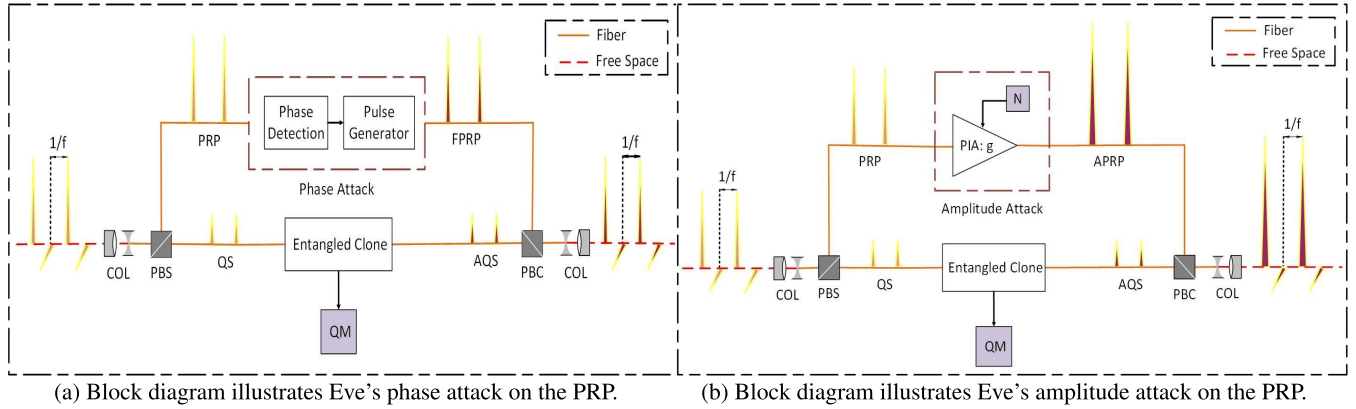 Fiber
Free Space
Phase
Detection
Pulse
Generator
PRP
FPRP
1/f
1/f
Phase Attack
Entangled Clone
COL
PBS
QS
AQS
PBC
COL
QM
(a) Block diagram illustrates Eve's phase attack on the PRP.
Fiber
Free Space
N
PIA: g
PRP
APRP
1/f
1/f
Amplitude Attack
Entangled Clone
COL
PBS
QS
AQS
PBC
COL
QM
(b) Block diagram illustrates Eve's amplitude attack on the PRP.